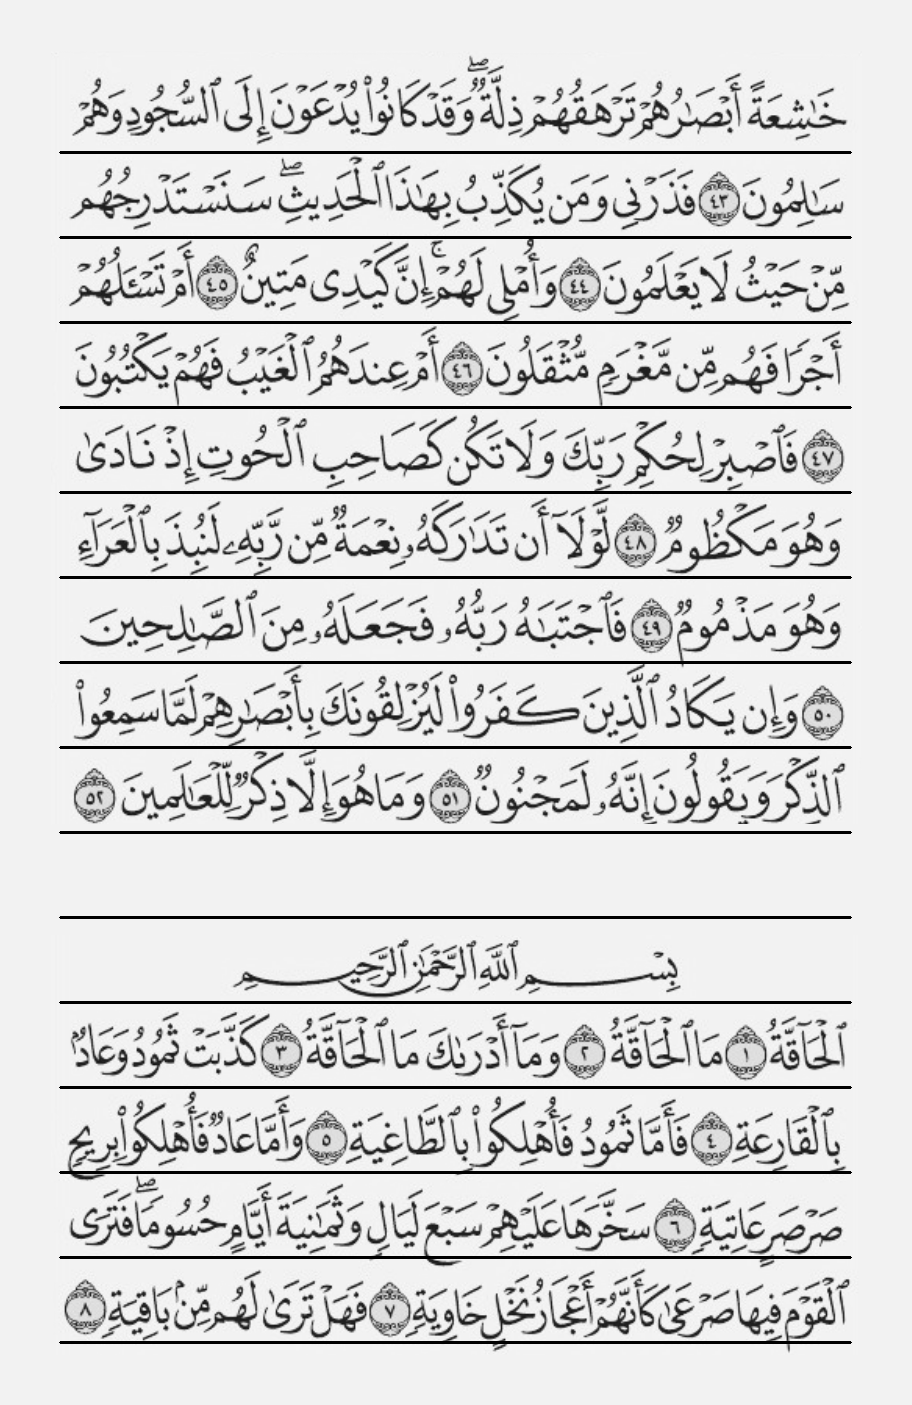 خَٰشِعَةً أَبْصَٰرُهُمْ تَرْهَقُهُمْ ذِلَّةٌ ۖ وَقَدْ كَانُوا۟ يُدْعَوْنَ إِلَى ٱلسُّجُودِ وَهُمْ
سَٰلِمُونَ ٤٣ فَذَرْنِى وَمَن يُكَذِّبُ بِهَٰذَا ٱلْحَدِيثِ ۖ سَنَسْتَدْرِجُهُم
مِّنْ حَيْثُ لَا يَعْلَمُونَ ٤٤ وَأُمْلِى لَهُمْ ۚ إِنَّ كَيْدِى مَتِينٌ ٤٥ أَمْ تَسْـَٔلُهُمْ
أَجْرًا فَهُم مِّن مَّغْرَمٍ مُّثْقَلُونَ ٤٦ أَمْ عِندَهُمُ ٱلْغَيْبُ فَهُمْ يَكْتُبُونَ
٤٧ فَٱصْبِرْ لِحُكْمِ رَبِّكَ وَلَا تَكُن كَصَاحِبِ ٱلْحُوتِ إِذْ نَادَىٰ
وَهُوَ مَكْظُومٌ ٤٨ لَّوْلَآ أَن تَدَٰرَكَهُۥ نِعْمَةٌ مِّن رَّبِّهِۦ لَنُبِذَ بِٱلْعَرَآءِ
وَهُوَ مَذْمُومٌ ٤٩ فَٱجْتَبَٰهُ رَبُّهُۥ فَجَعَلَهُۥ مِنَ ٱلصَّٰلِحِينَ
٥٠ وَإِن يَكَادُ ٱلَّذِينَ كَفَرُوا۟ لَيُزْلِقُونَكَ بِأَبْصَٰرِهِمْ لَمَّا سَمِعُوا۟
ٱلذِّكْرَ وَيَقُولُونَ إِنَّهُۥ لَمَجْنُونٌ ٥١ وَمَا هُوَ إِلَّا ذِكْرٌ لِّلْعَٰلَمِينَ ٥٢
بِسْمِ ٱللَّهِ ٱلرَّحْمَٰنِ ٱلرَّحِيمِ
ٱلْحَآقَّةُ ١ مَا ٱلْحَآقَّةُ ٢ وَمَآ أَدْرَىٰكَ مَا ٱلْحَآقَّةُ ٣ كَذَّبَتْ ثَمُودُ وَعَادٌۢ
بِٱلْقَارِعَةِ ٤ فَأَمَّا ثَمُودُ فَأُهْلِكُوا۟ بِٱلطَّاغِيَةِ ٥ وَأَمَّا عَادٌ فَأُهْلِكُوا۟ بِرِيحٍ
صَرْصَرٍ عَاتِيَةٍ ٦ سَخَّرَهَا عَلَيْهِمْ سَبْعَ لَيَالٍ وَثَمَٰنِيَةَ أَيَّامٍ حُسُومًا ۖ فَتَرَى
ٱلْقَوْمَ فِيهَا صَرْعَىٰ كَأَنَّهُمْ أَعْجَازُ نَخْلٍ خَاوِيَةٍ ٧ فَهَلْ تَرَىٰ لَهُم مِّنۢ بَاقِيَةٍ ٨